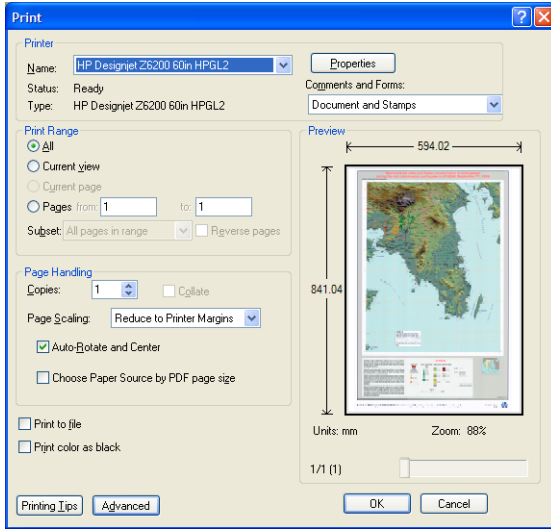 Print
Printer
Name: HP Designjet Z6200 60in HPGL2
Properties
Status: Ready
Comments and Forms:
Type: HP Designjet Z6200 60in HPGL2
Document and Stamps
Print Range
All
Current view
Current page
Pages from: 1 to: 1
Subset: All pages in range Reverse pages
Page Handling
Copies: 1 Collate
Page Scaling: Reduce to Printer Margins
Auto-Rotate and Center
Choose Paper Source by PDF page size
Print to file
Print color as black
Preview
594.02
841.04
Units: mm Zoom: 88%
1/1 (1)
Printing Tips Advanced
OK Cancel